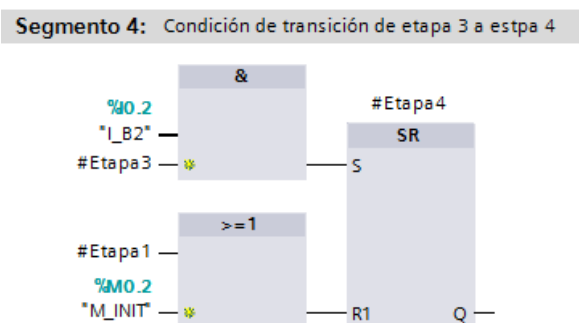 Segmento 4: Condición de transición de etapa 3 a estpa 4
&
%I0.2
"I_B2"
#Etapa3
#Etapa4
SR
S
>=1
#Etapa1
%M0.2
"M_INIT"
R1
Q